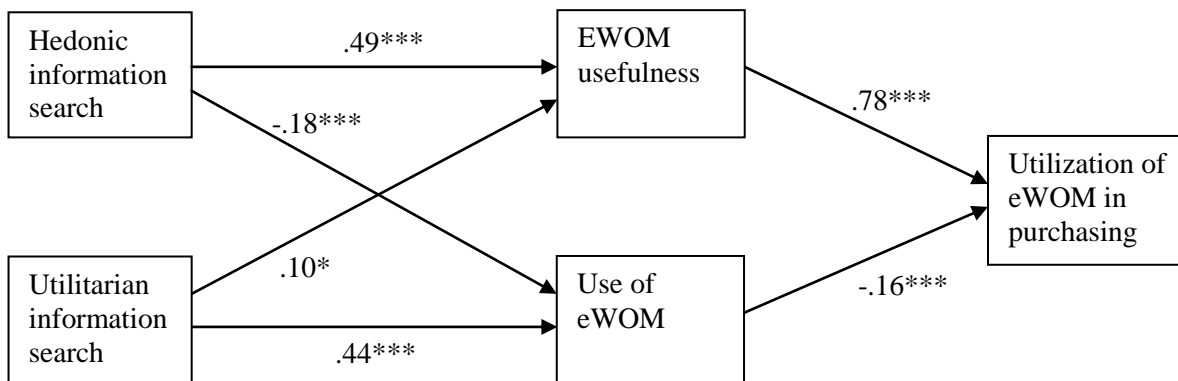 Hedonic
information
search
.49***
EWOM
usefulness
-.18***
.78***
Utilization of
eWOM in
purchasing
Utilitarian
information
search
.10*
.44***
Use of
eWOM
-.16***